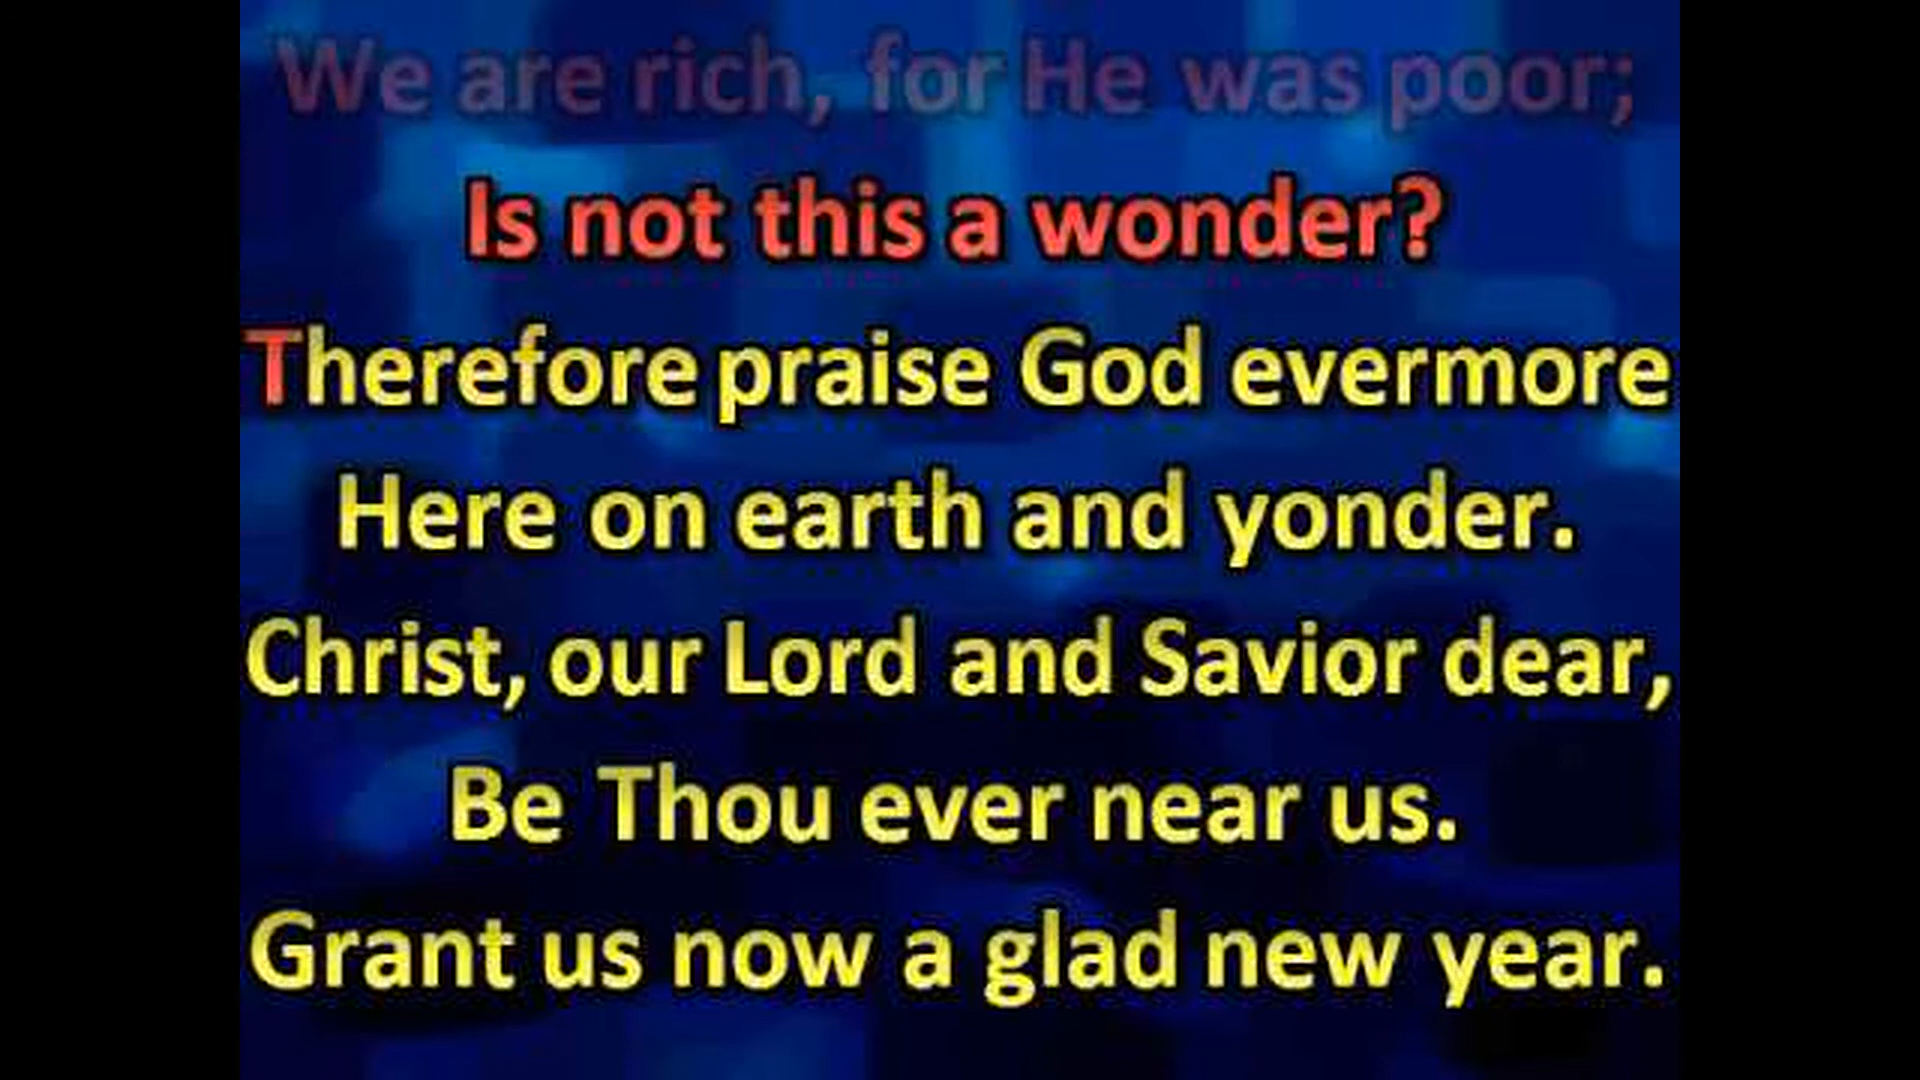 We are rich, for He was poor;
Is not this a wonder?
Therefore praise God evermore
Here on earth and yonder.
Christ, our Lord and Savior dear,
Be Thou ever near us.
Grant us now a glad new year.